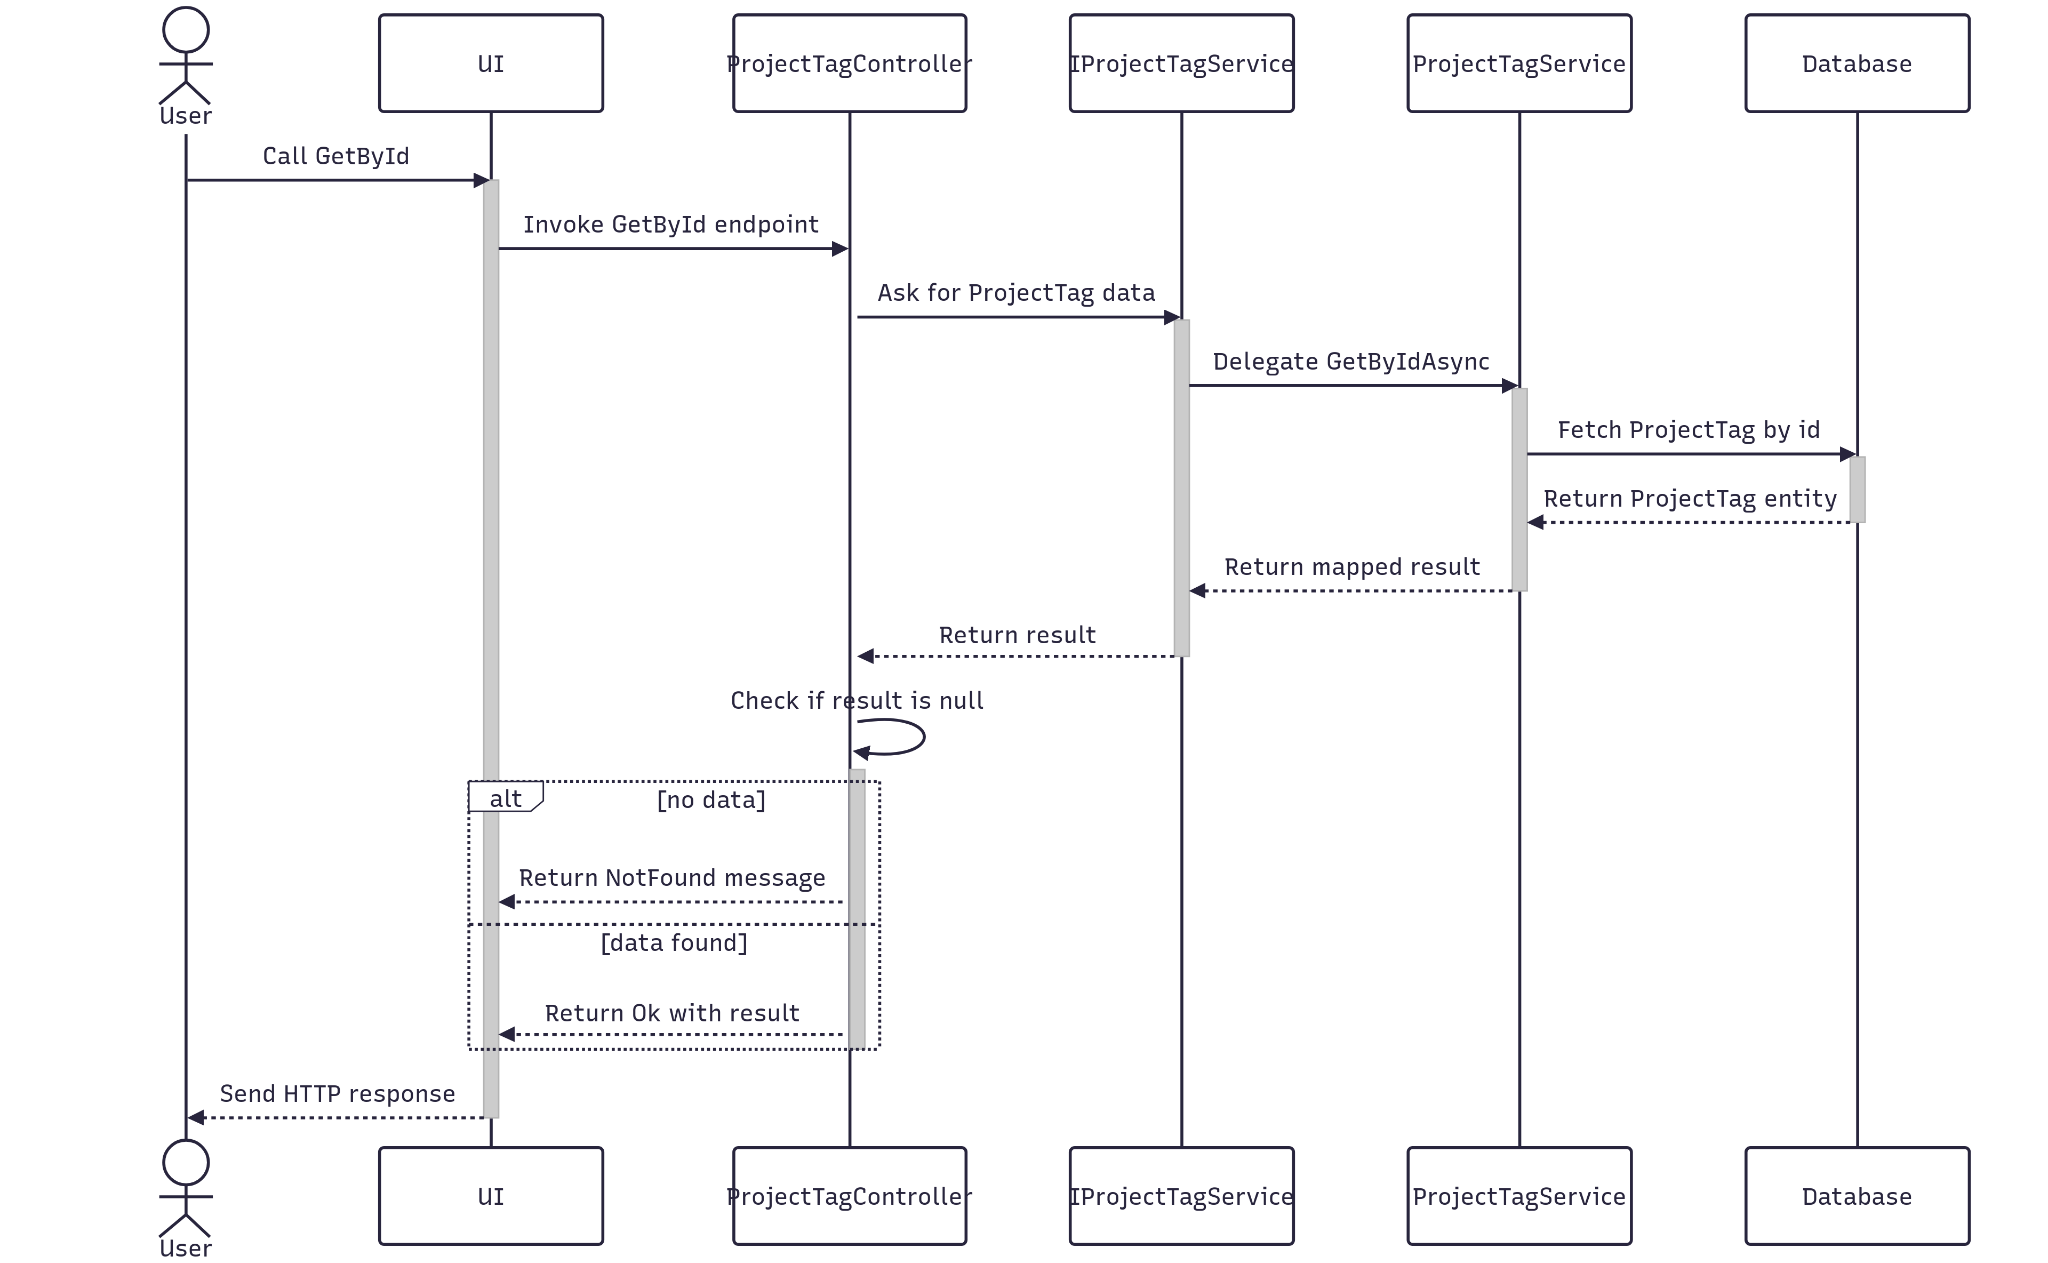 User
UI
ProjectTagController
IProjectTagService
ProjectTagService
Database
Call GetById
Invoke GetById endpoint
Ask for ProjectTag data
Delegate GetByIdAsync
Fetch ProjectTag by id
Return ProjectTag entity
Return mapped result
Return result
Check if result is null
alt
[no data]
Return NotFound message
[data found]
Return Ok with result
Send HTTP response
User
UI
ProjectTagController
IProjectTagService
ProjectTagService
Database